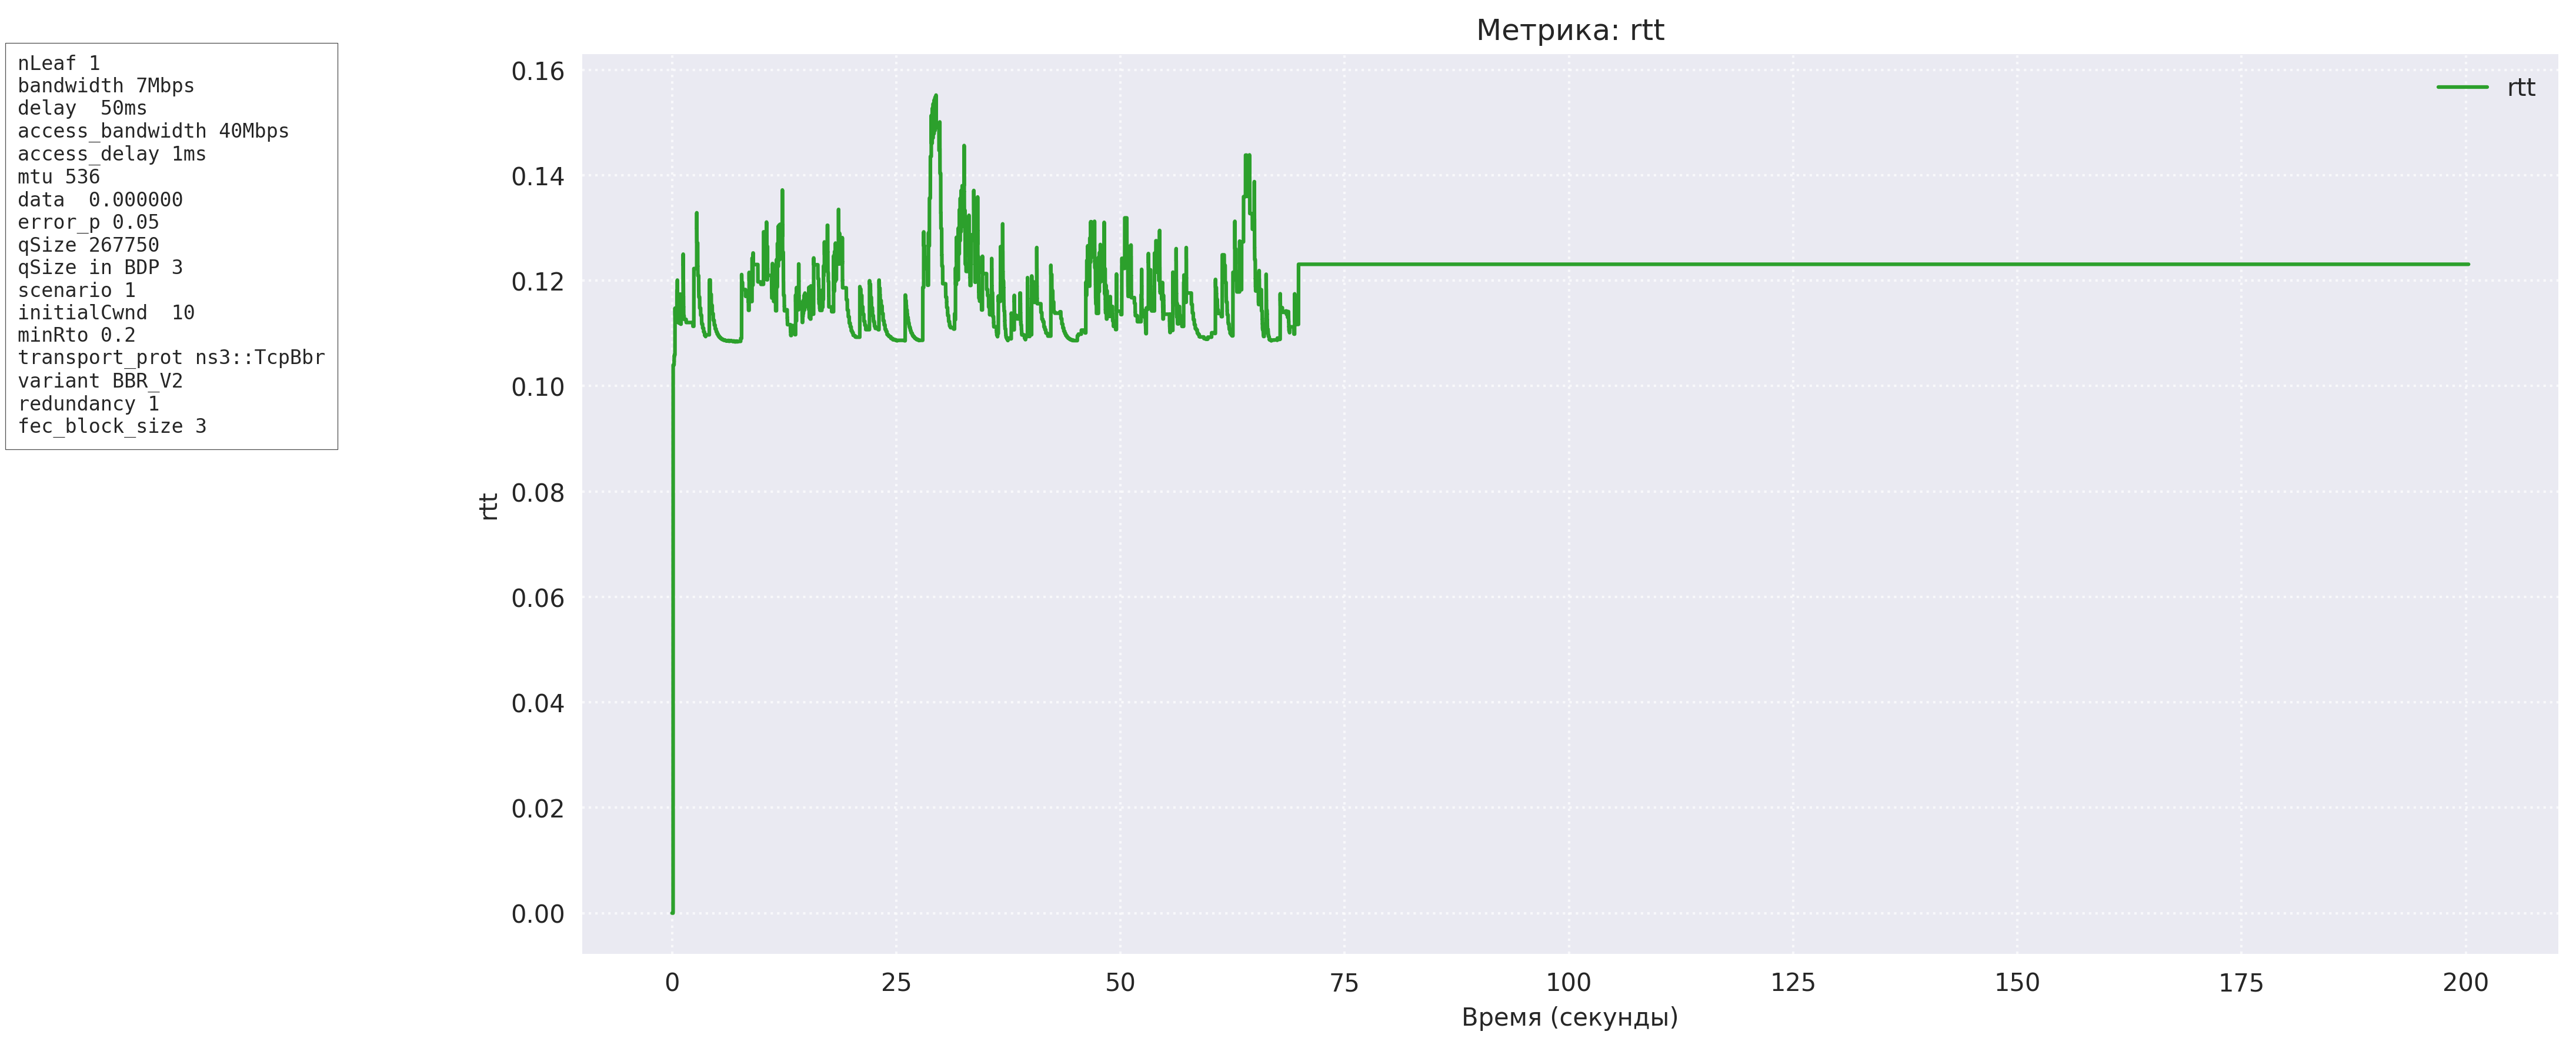 Метрика: rtt
nLeaf 1
bandwidth 7Mbps
delay  50ms
access_bandwidth 40Mbps
access_delay 1ms
mtu 536
data  0.000000
error_p 0.05
qSize 267750
qSize in BDP 3
scenario 1
initialCwnd  10
minRto 0.2
transport_prot ns3::TcpBbr
variant BBR_V2
redundancy 1
fec_block_size 3
rtt
0.16
0.14
0.12
0.10
0.08
0.06
0.04
0.02
0.00
rtt
0 25 50 75 100 125 150 175 200
Время (секунды)